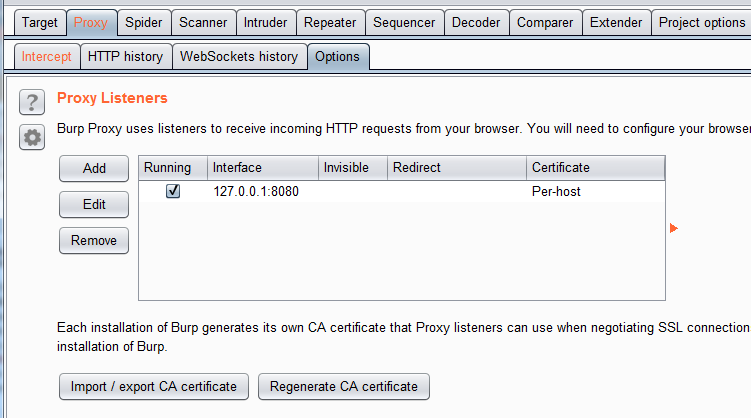 Target Proxy Spider Scanner Intruder Repeater Sequencer Decoder Comparer Extender Project options
Intercept HTTP history WebSockets history Options
? Proxy Listeners
Burp Proxy uses listeners to receive incoming HTTP requests from your browser. You will need to configure your browser
Add Running Interface Invisible Redirect Certificate
127.0.0.1:8080 Per-host
Edit
Remove
Each installation of Burp generates its own CA certificate that Proxy listeners can use when negotiating SSL connection
installation of Burp.
Import / export CA certificate Regenerate CA certificate